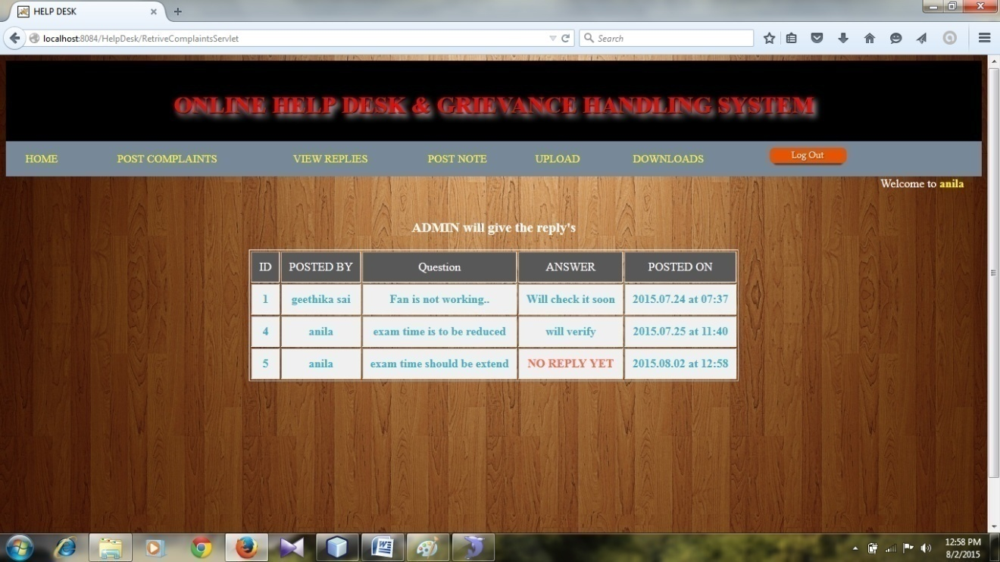 HELP DESK
localhost:8084/HelpDesk/RetriveComplaintsServlet
Search
ONLINE HELP DESK & GRIEVANCE HANDLING SYSTEM
HOME POST COMPLAINTS VIEW REPLIES POST NOTE UPLOAD DOWNLOADS Log Out
Welcome to anila
ADMIN will give the reply's
ID POSTED BY Question ANSWER POSTED ON
1 geethika sai Fan is not working.. Will check it soon 2015.07.24 at 07:37
4 anila exam time is to be reduced will verify 2015.07.25 at 11:40
5 anila exam time should be extend NO REPLY YET 2015.08.02 at 12:58
12:58 PM
8/2/2015